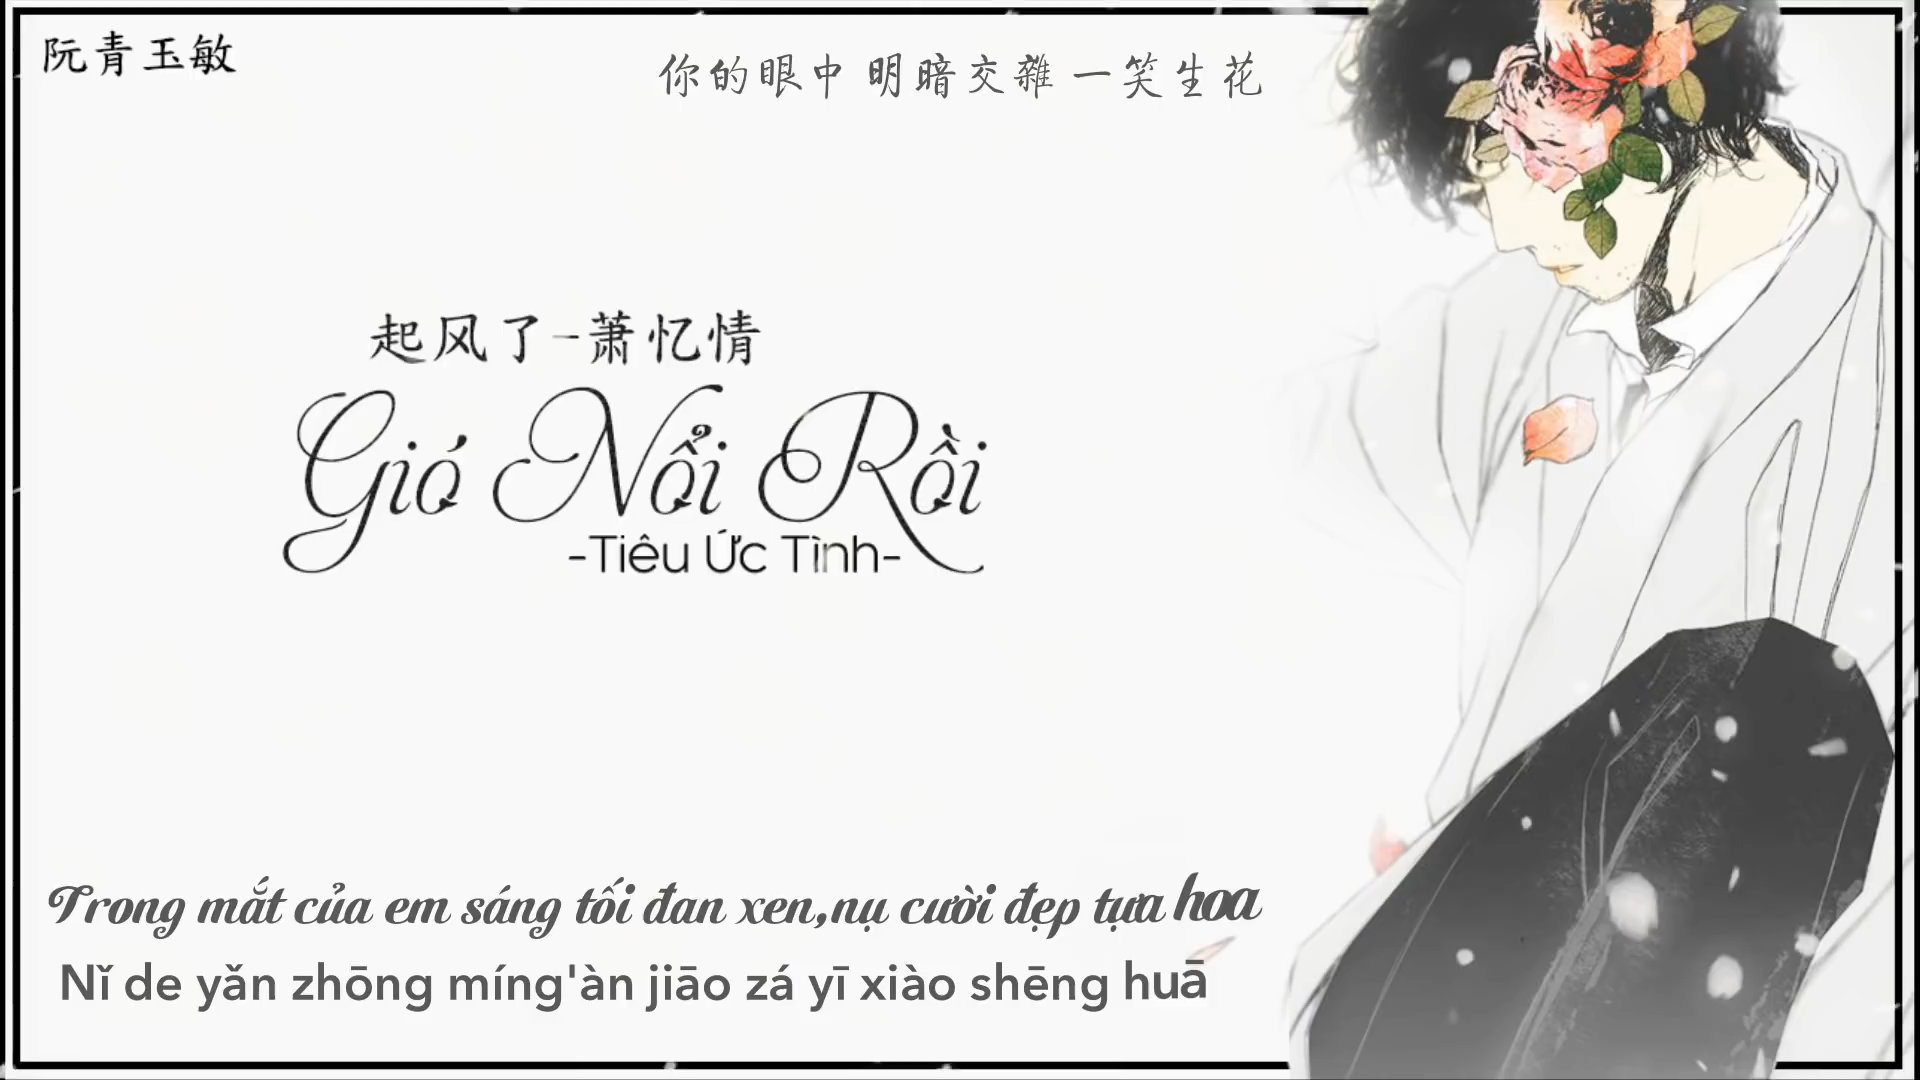 阮青玉敏
你的眼中 明暗交雜 一笑生花
起风了-萧忆情
Gió Nổi Rồi
-Tiêu Ức Tình-
Trong mắt của em sáng tối đan xen,nụ cười đẹp tựa hoa
Nǐ de yǎn zhōng míng'àn jiāo zá yī xiào shēng huā